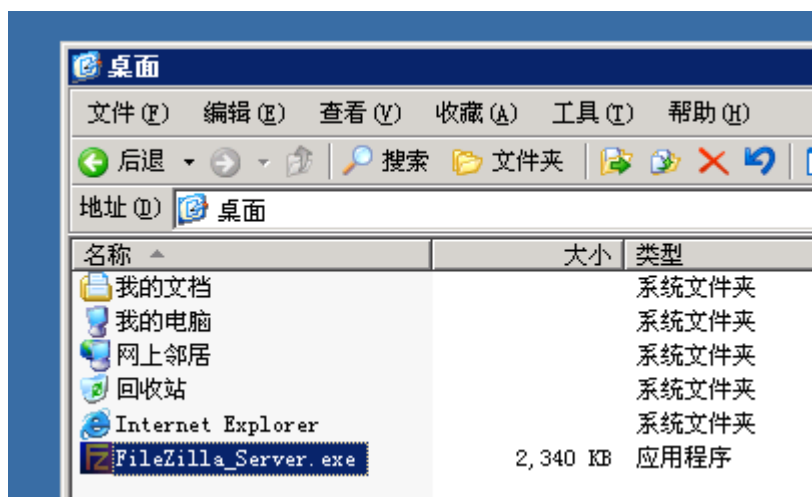 桌面
文件(F) 编辑(E) 查看(V) 收藏(A) 工具(T) 帮助(H)
后退 搜索 文件夹
地址(D) 桌面
名称 大小 类型
我的文档 系统文件夹
我的电脑 系统文件夹
网上邻居 系统文件夹
回收站 系统文件夹
Internet Explorer 系统文件夹
FileZilla_Server.exe 2,340 KB 应用程序